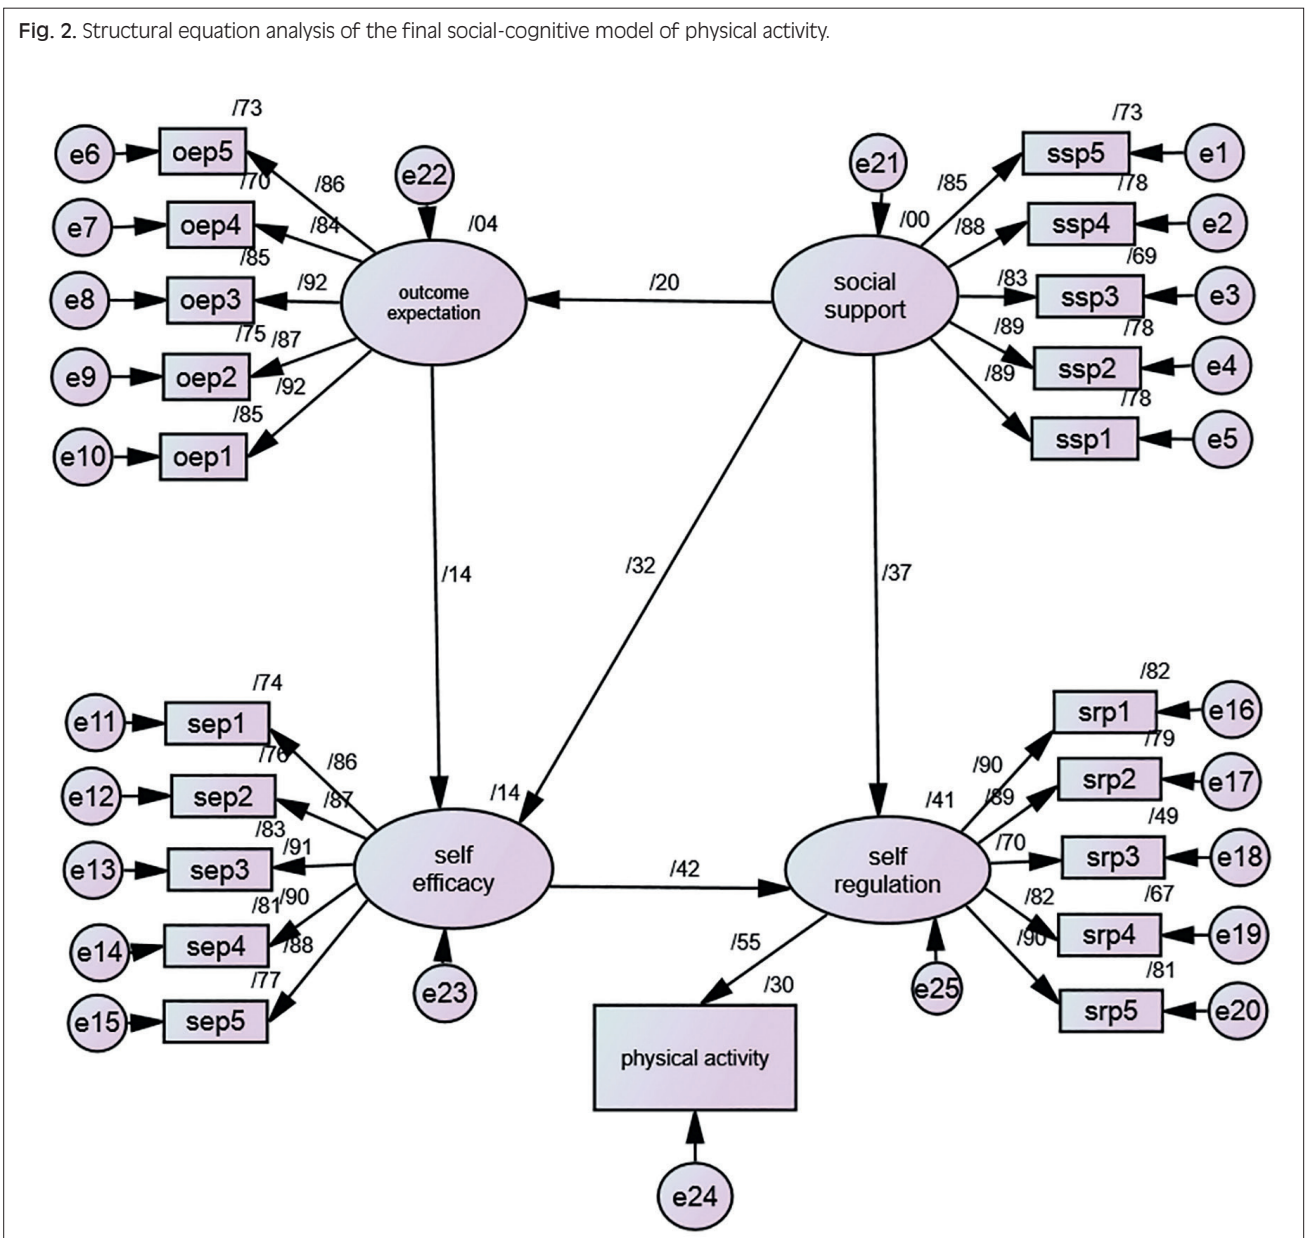 Fig. 2. Structural equation analysis of the final social-cognitive model of physical activity.
/73
e6
oep5
/70
/86
e22
e7
oep4
/84
/04
/85
e8
oep3
/92
outcome
expectation
/75
/87
e9
oep2
/92
/85
e10
oep1
/20
e21
/00
social
support
/73
/85
ssp5
e1
/78
/88
ssp4
e2
/69
/83
ssp3
e3
/78
/89
ssp2
e4
/78
/89
ssp1
e5
/14
/32
/37
/74
e11
sep1
/76
/86
e12
sep2
/87
/83
e13
sep3
/91
/14
self
efficacy
/81
/90
e14
sep4
/88
/77
e15
sep5
e23
/42
/41
self
regulation
/82
/90
srp1
e16
/79
/89
srp2
e17
/49
/70
srp3
e18
/67
/82
srp4
e19
/81
/90
srp5
e20
e25
/55
/30
physical activity
e24